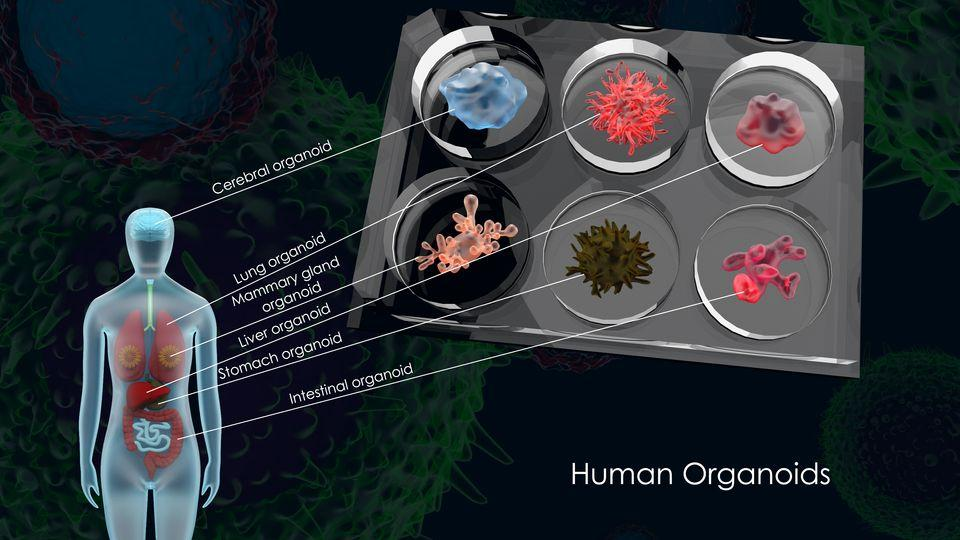 Cerebral organoid
Lung organoid
Mammary gland
organoid
Liver organoid
Stomach organoid
Intestinal organoid
Human Organoids